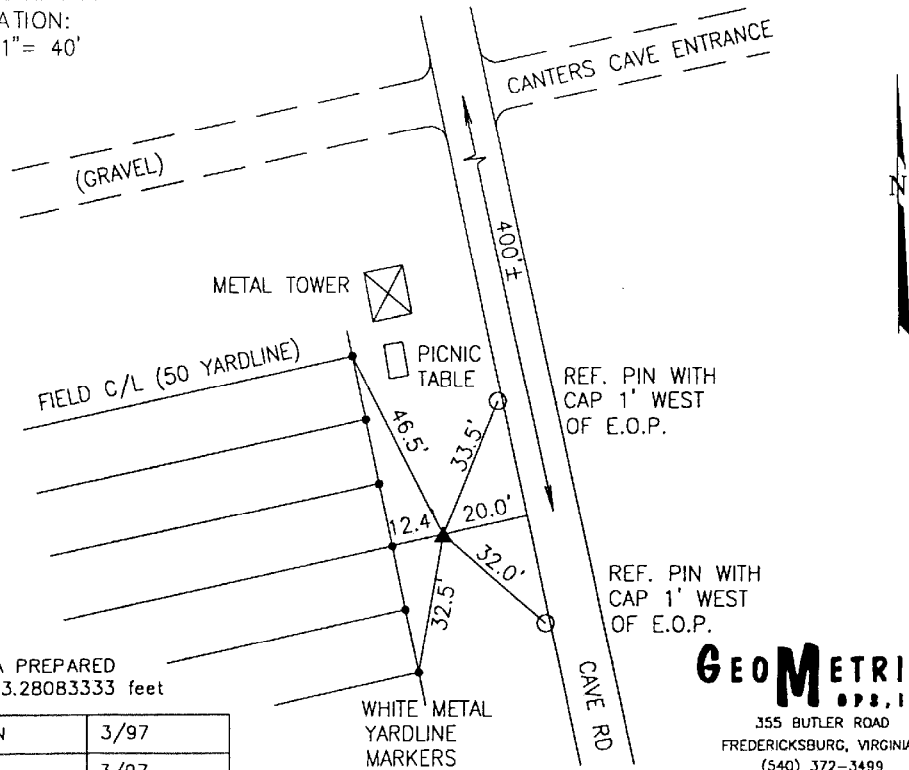 ATION:
1"= 40'
CANTERS CAVE ENTRANCE
(GRAVEL)
N
400'±
METAL TOWER
PICNIC
TABLE
FIELD C/L (50 YARDLINE)
REF. PIN WITH
CAP 1' WEST
OF E.O.P.
46.5'
33.5'
12.4'
20.0'
32.0'
32.5'
REF. PIN WITH
CAP 1' WEST
OF E.O.P.
A PREPARED
3.28083333 feet
N 3/97
3/97
WHITE METAL
YARDLINE
MARKERS
CAVE RD
GEOMETRI
OPS, I
355 BUTLER ROAD
FREDERICKSBURG, VIRGINIA
(540) 372-3499